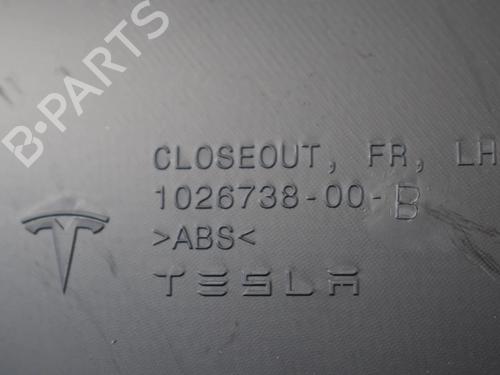 B-PARTS
CLOSEOUT, FR, LH
1026738-00-B
>ABS<
TESLA